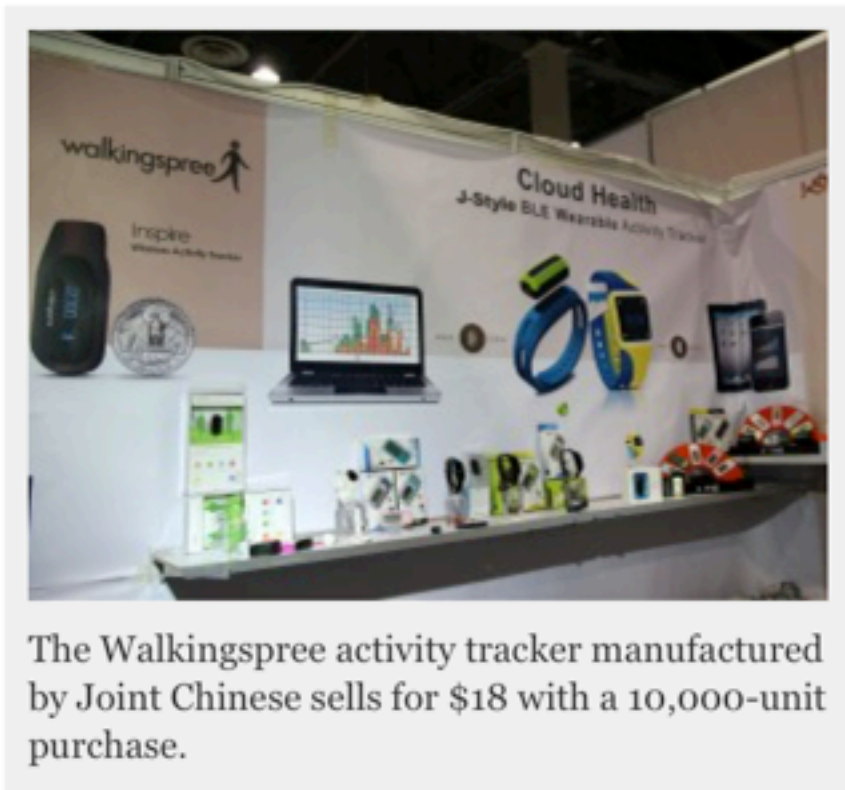 walkingspree
Inspire
Wireless Activity Tracker
Cloud Health
J-Style BLE Wearable Activity Tracker
The Walkingspree activity tracker manufactured
by Joint Chinese sells for $18 with a 10,000-unit
purchase.